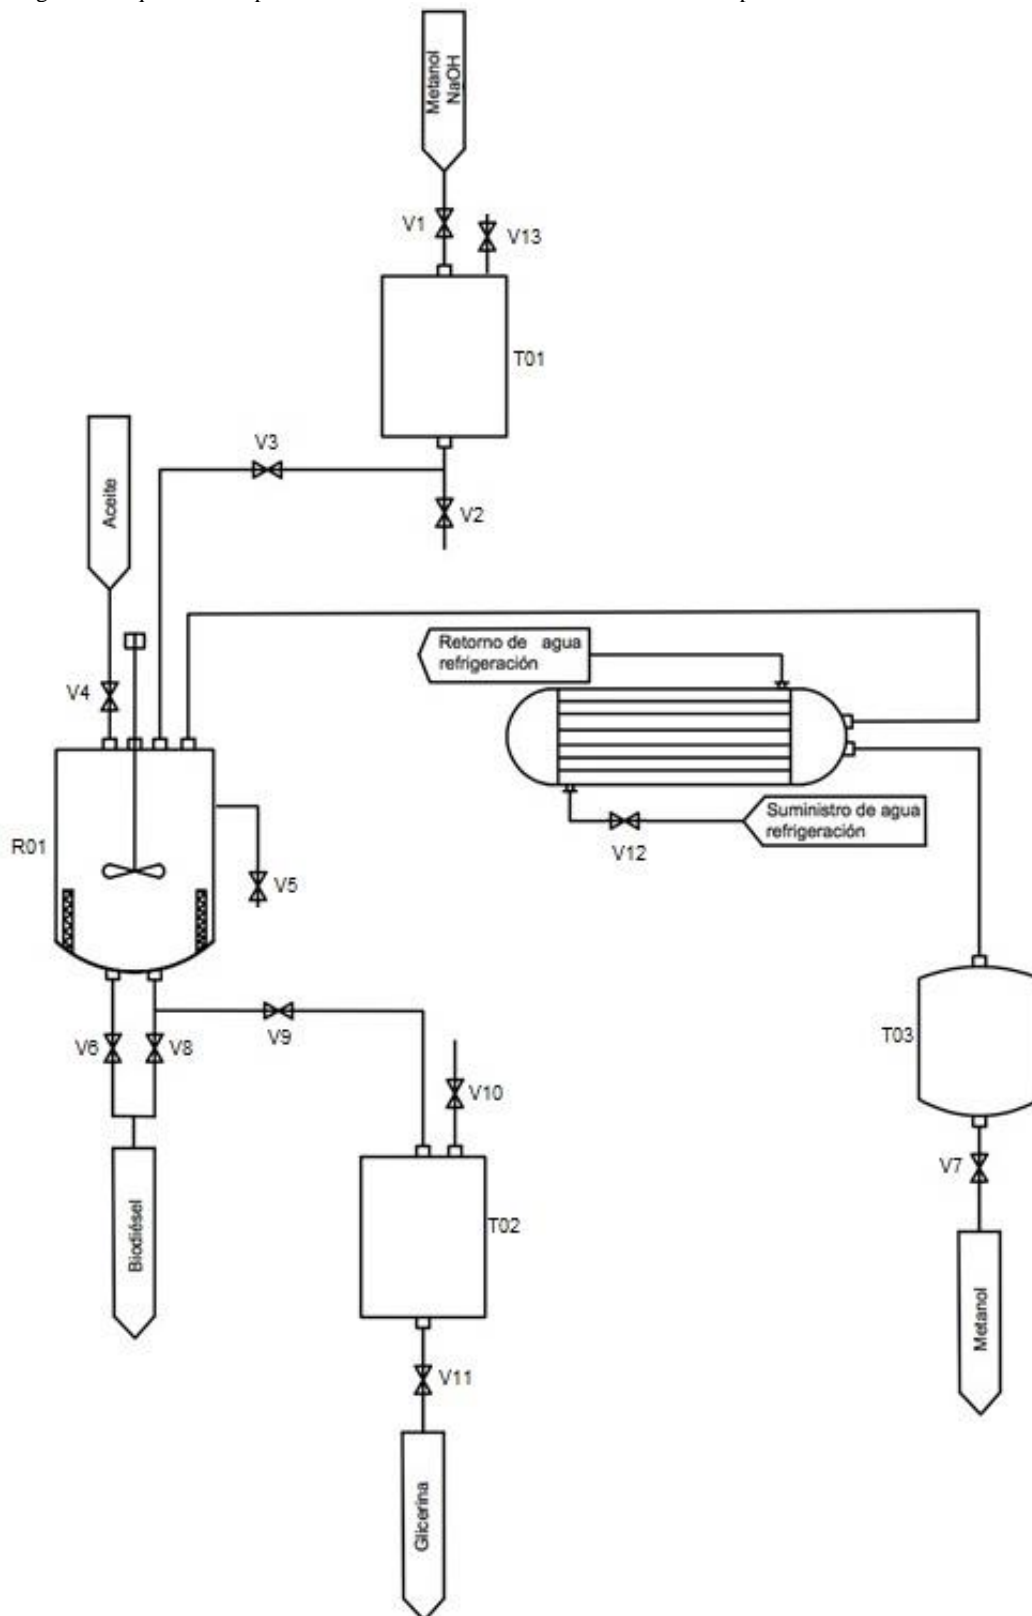 Metanol
NaOH
V1
V13
T01
V3
Aceite
V2
Retorno de agua
refrigeración
V4
Suministro de agua
refrigeración
R01
V12
V5
V9
V6
V8
T03
V10
V7
Biodiésel
T02
Metanol
V11
Glicerina